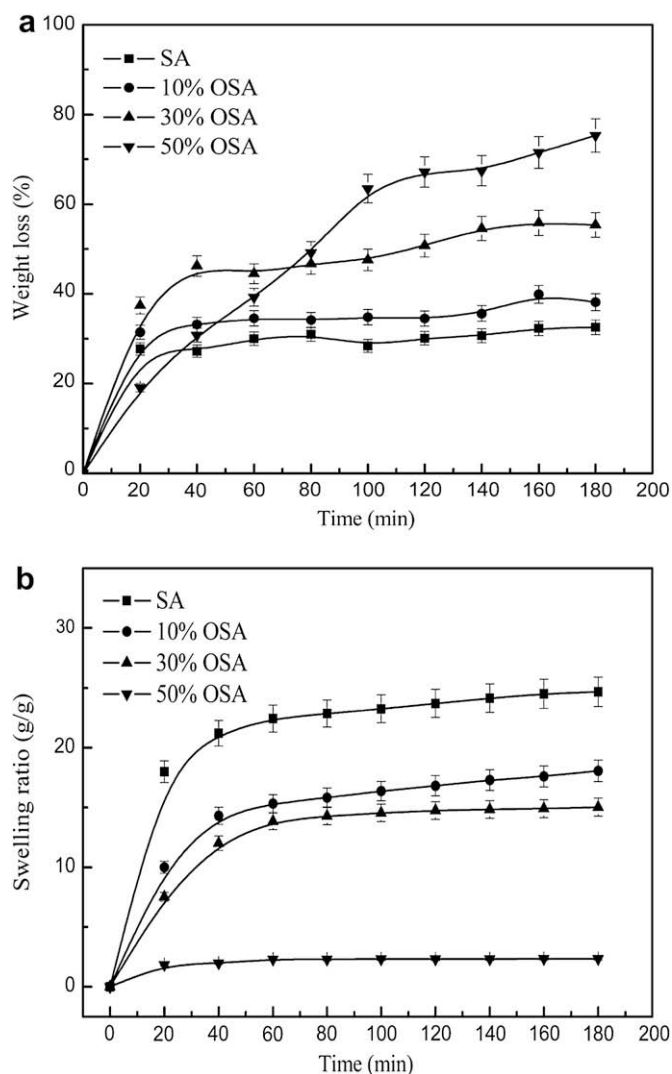 a
100
80
60
40
20
0
Weight loss (%)
SA
10% OSA
30% OSA
50% OSA
0 20 40 60 80 100 120 140 160 180 200
Time (min)
b
30
20
10
0
Swelling ratio (g/g)
SA
10% OSA
30% OSA
50% OSA
0 20 40 60 80 100 120 140 160 180 200
Time (min)